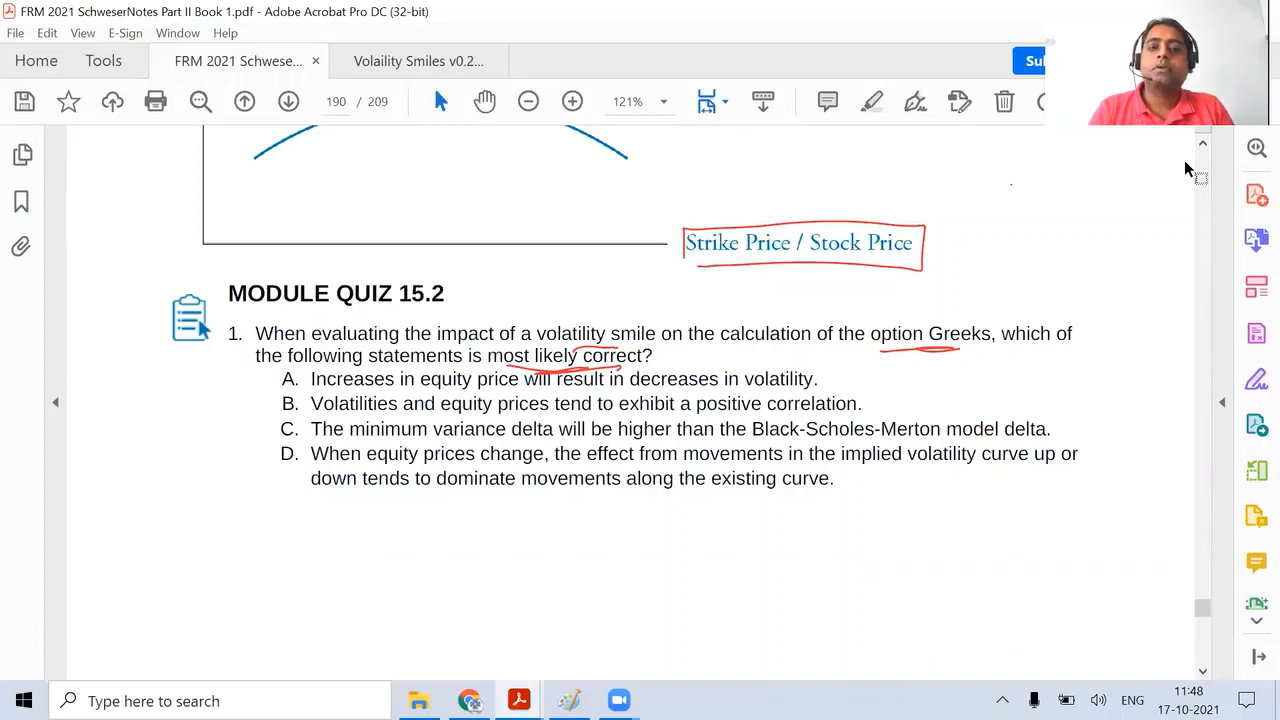 FRM 2021 SchweserNotes Part II Book 1.pdf - Adobe Acrobat Pro DC (32-bit)
File Edit View E-Sign Window Help
Home Tools FRM 2021 Schwese... × Volaility Smiles v0.2...
190 / 209 121%
Strike Price / Stock Price
MODULE QUIZ 15.2
1. When evaluating the impact of a volatility smile on the calculation of the option Greeks, which of
the following statements is most likely correct?
A. Increases in equity price will result in decreases in volatility.
B. Volatilities and equity prices tend to exhibit a positive correlation.
C. The minimum variance delta will be higher than the Black-Scholes-Merton model delta.
D. When equity prices change, the effect from movements in the implied volatility curve up or
down tends to dominate movements along the existing curve.
Type here to search
ENG
11:48
17-10-2021